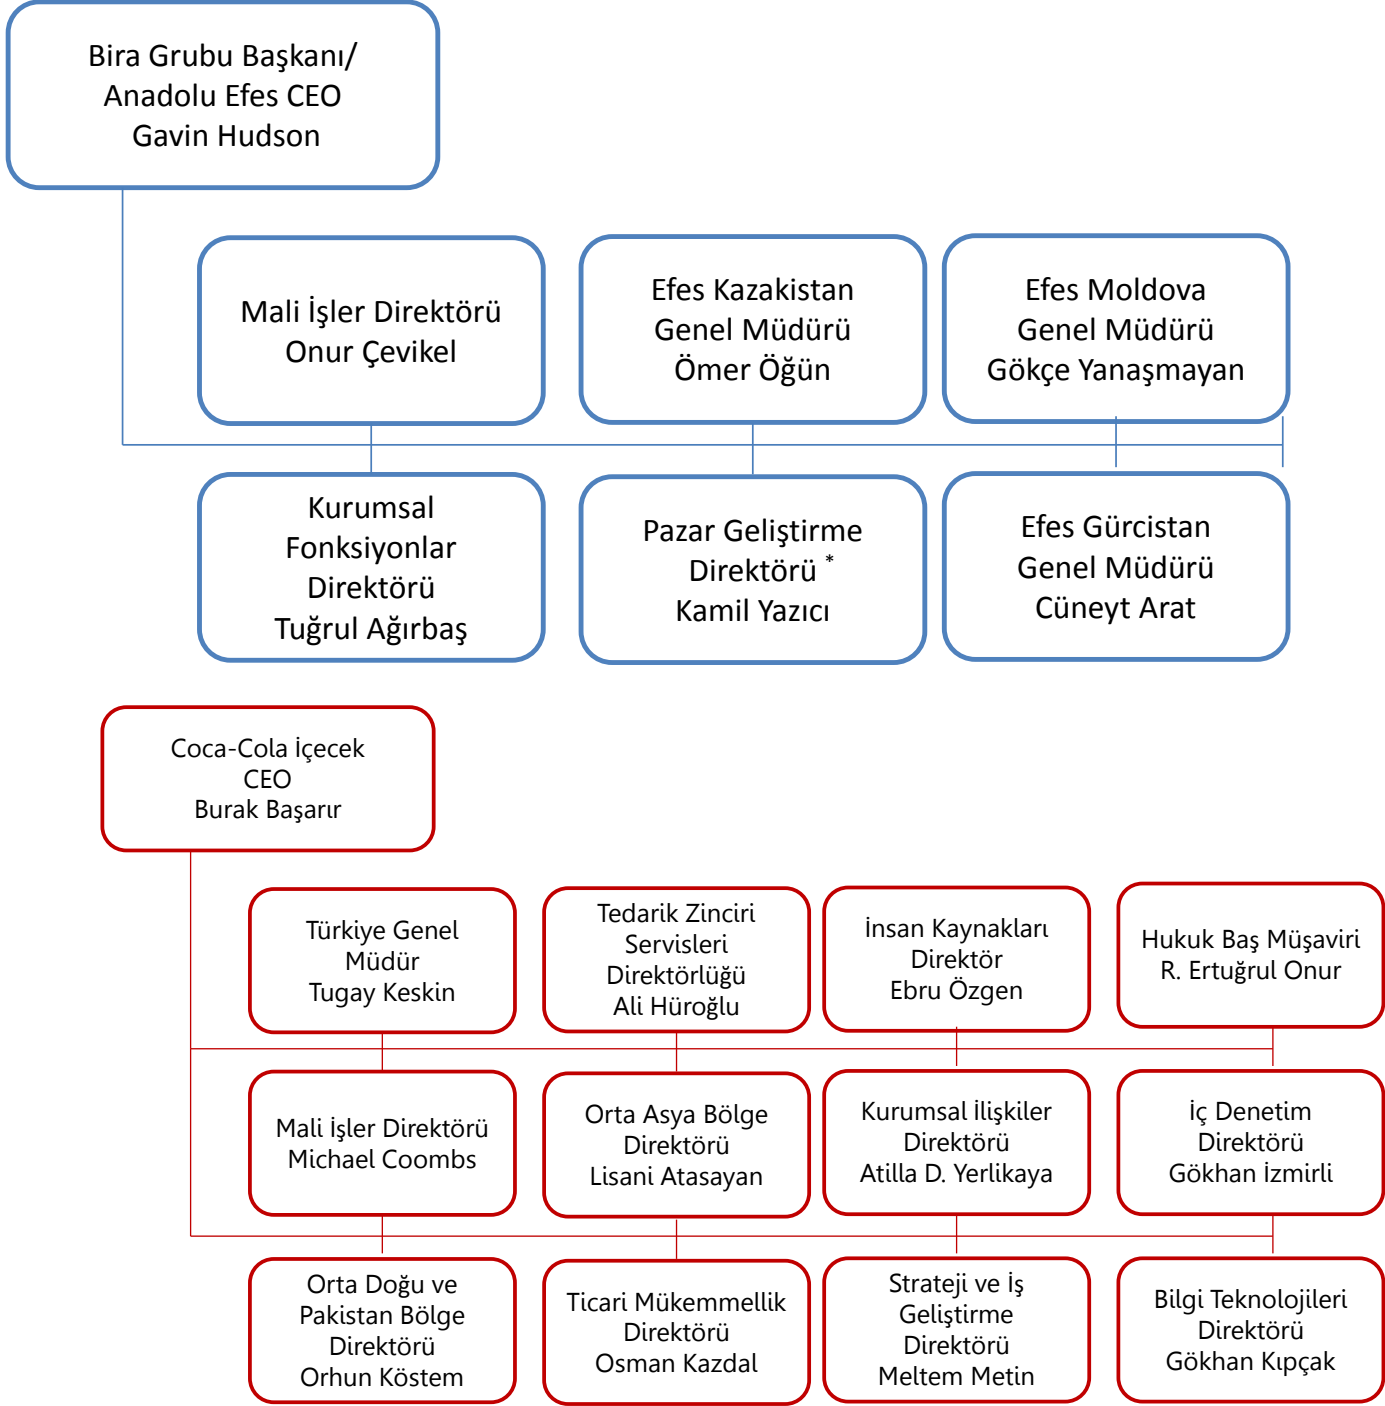 Bira Grubu Başkanı/
Anadolu Efes CEO
Gavin Hudson
Mali İşler Direktörü
Onur Çevikel
Efes Kazakistan
Genel Müdürü
Ömer Öğün
Efes Moldova
Genel Müdürü
Gökçe Yanaşmayan
Kurumsal
Fonksiyonlar
Direktörü
Tuğrul Ağırbaş
Pazar Geliştirme
Direktörü *
Kamil Yazıcı
Efes Gürcistan
Genel Müdürü
Cüneyt Arat
Coca-Cola İçecek
CEO
Burak Başarır
Türkiye Genel
Müdür
Tugay Keskin
Tedarik Zinciri
Servisleri
Direktörlüğü
Ali Hüroğlu
İnsan Kaynakları
Direktör
Ebru Özgen
Hukuk Baş Müşaviri
R. Ertuğrul Onur
Mali İşler Direktörü
Michael Coombs
Orta Asya Bölge
Direktörü
Lisani Atasayan
Kurumsal İlişkiler
Direktörü
Atilla D. Yerlikaya
İç Denetim
Direktörü
Gökhan İzmirli
Orta Doğu ve
Pakistan Bölge
Direktörü
Orhun Köstem
Ticari Mükemmellik
Direktörü
Osman Kazdal
Strateji ve İş
Geliştirme
Direktörü
Meltem Metin
Bilgi Teknolojileri
Direktörü
Gökhan Kıpçak